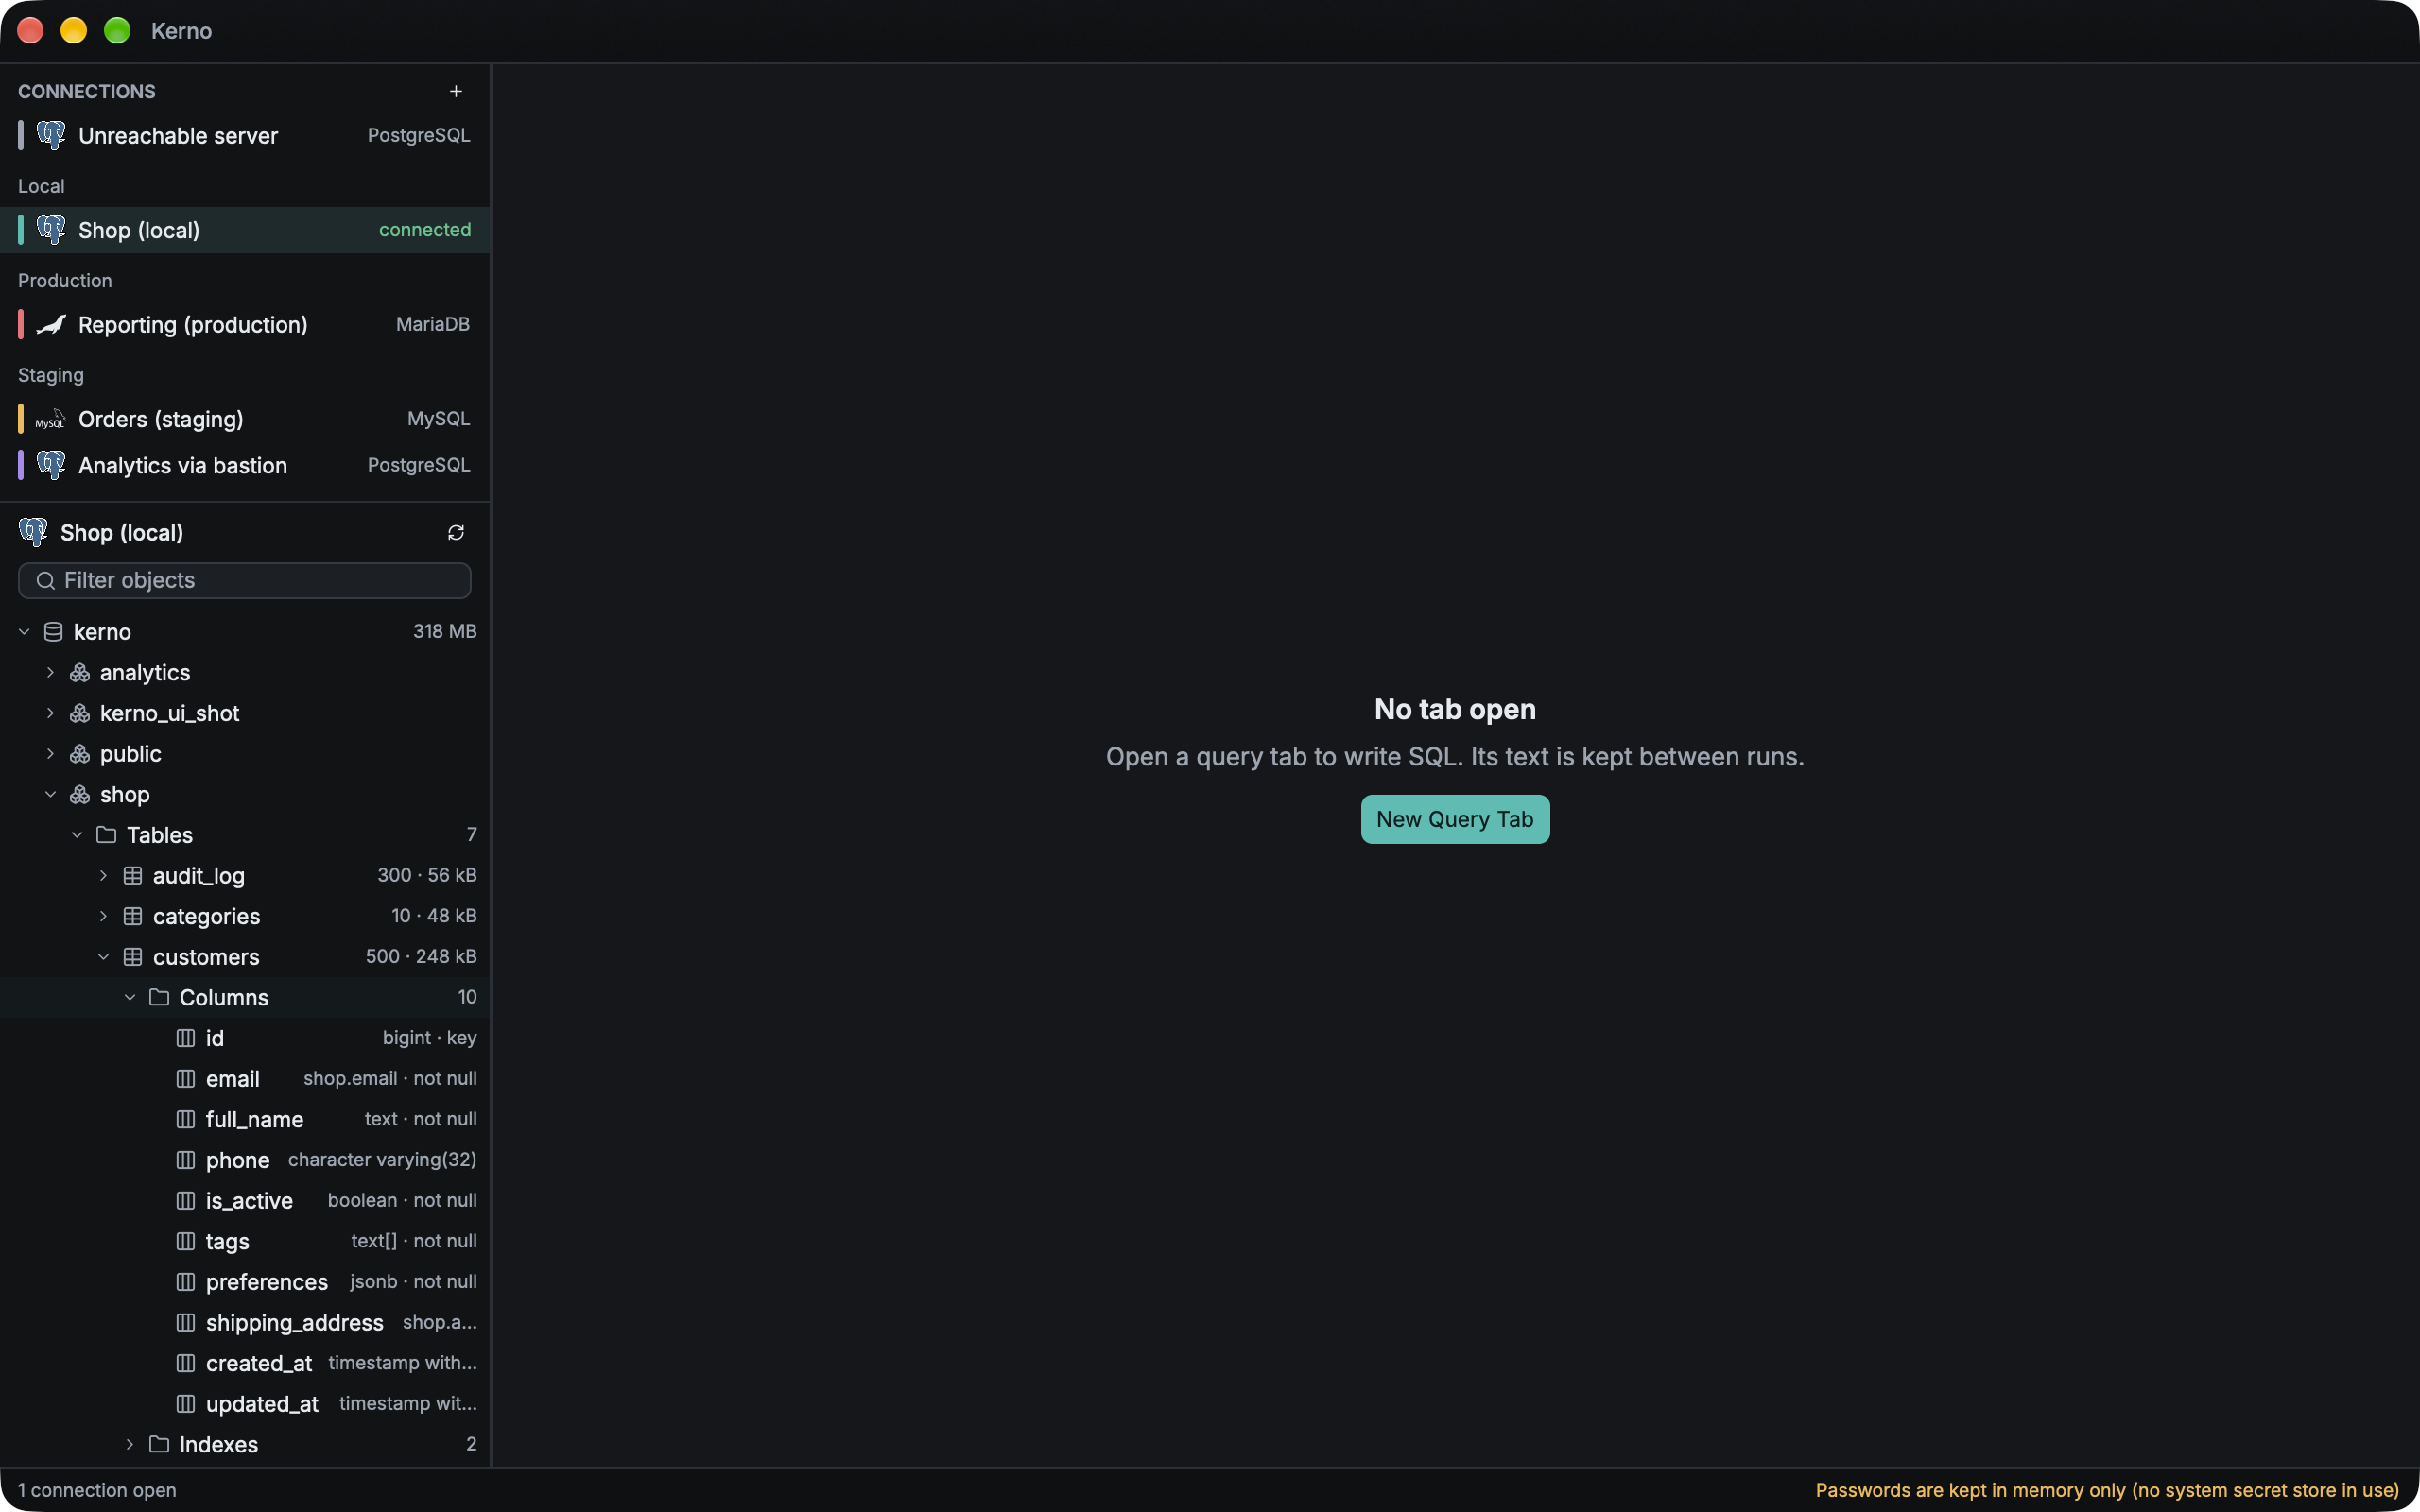 Kerno
CONNECTIONS +
Unreachable server PostgreSQL
Local
Shop (local) connected
Production
Reporting (production) MariaDB
Staging
MySQL Orders (staging) MySQL
Analytics via bastion PostgreSQL
Shop (local)
Filter objects
kerno 318 MB
analytics
kerno_ui_shot
public
shop
Tables 7
audit_log 300 · 56 kB
categories 10 · 48 kB
customers 500 · 248 kB
Columns 10
id bigint · key
email shop.email · not null
full_name text · not null
phone character varying(32)
is_active boolean · not null
tags text[] · not null
preferences jsonb · not null
shipping_address shop.a...
created_at timestamp with...
updated_at timestamp wit...
Indexes 2
No tab open
Open a query tab to write SQL. Its text is kept between runs.
New Query Tab
1 connection open
Passwords are kept in memory only (no system secret store in use)